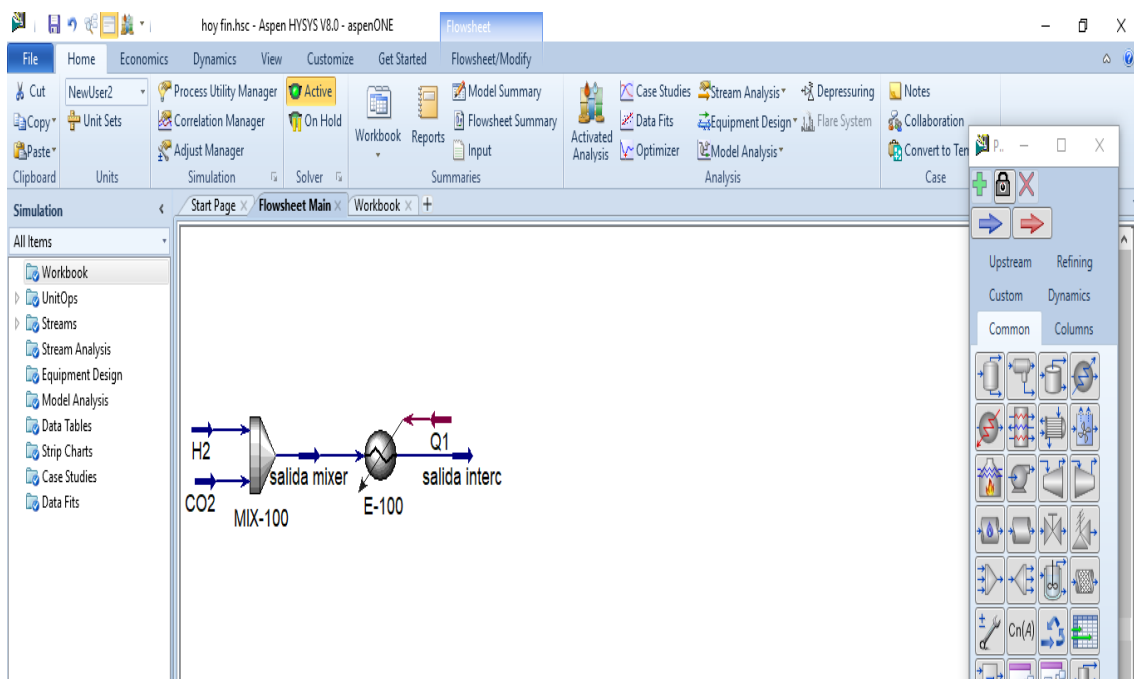 hoy fin.hsc - Aspen HYSYS V8.0 - aspenONE
Flowsheet
File Home Economics Dynamics View Customize Get Started Flowsheet/Modify
Cut NewUser2 Process Utility Manager Active Model Summary Case Studies Stream Analysis Depressuring Notes
Copy Unit Sets Correlation Manager On Hold Workbook Reports Flowsheet Summary Activated Analysis Data Fits Equipment Design Flare System Collaboration
Paste Adjust Manager Input Optimizer Model Analysis Convert to Ten
Clipboard Units Simulation Solver Summaries Analysis Case
P..
Simulation Start Page Flowsheet Main Workbook
All Items
Workbook
UnitOps
Streams
Stream Analysis
Equipment Design
Model Analysis
Data Tables
Strip Charts
Case Studies
Data Fits
H2
CO2
MIX-100
salida mixer
E-100
Q1
salida interc
Upstream Refining
Custom Dynamics
Common Columns
Cn(A)